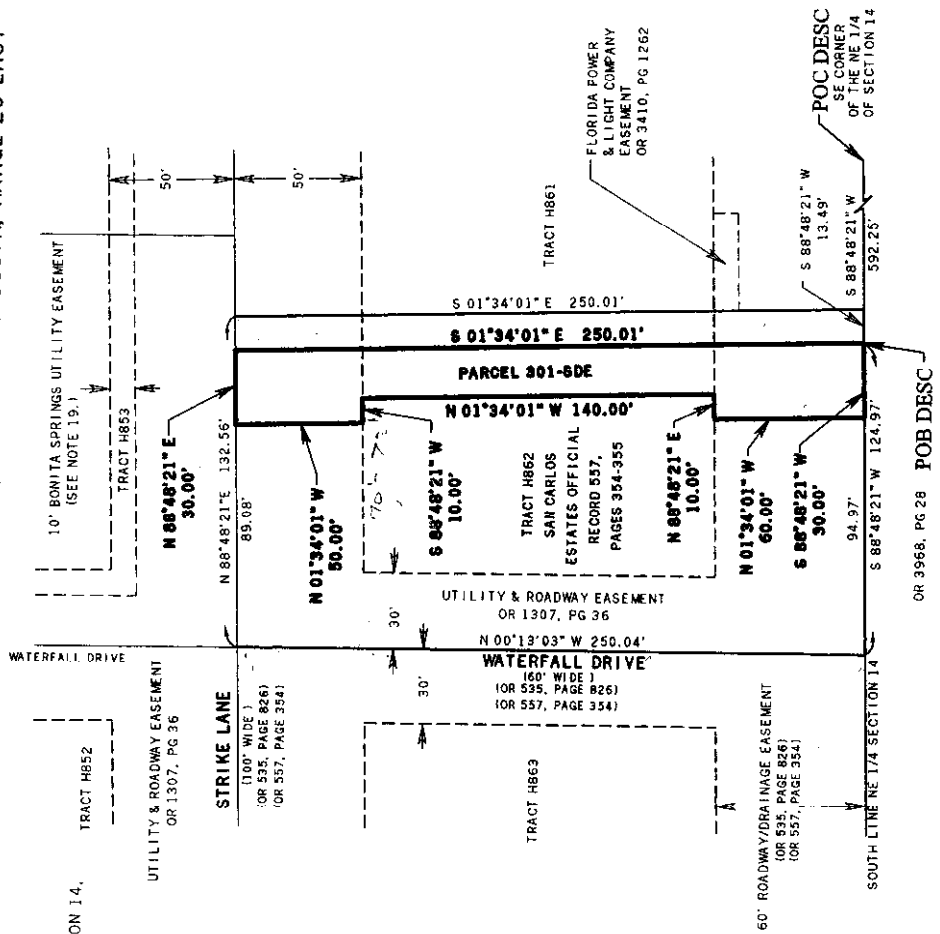 ON 14,
TRACT H852
UTILITY & ROADWAY EASEMENT
OR 1307, PG 36
WATERFALL DRIVE
10' BONITA SPRINGS UTILITY EASEMENT
(SEE NOTE 19.)
TRACT H853
50'
50'
STRIKE LANE
(100' WIDE )
(OR 535, PAGE 826)
(OR 557, PAGE 354)
N 88°48'21"E 132.56'
89.08'
N 88°48'21" E
30.00'
N 01°34'01" W
50.00'
S 88°48'21" W
10.00'
S 01°34'01" E 250.01'
S 01°34'01" E 250.01'
PARCEL 301-SDE
N 01°34'01" W 140.00'
TRACT H861
FLORIDA POWER
& LIGHT COMPANY
EASEMENT
OR 3410, PG 1262
TRACT H862
SAN CARLOS
ESTATES OFFICIAL
RECORD 557,
PAGES 354-355
30'
30'
UTILITY & ROADWAY EASEMENT
OR 1307, PG 36
N 00°13'03" W 250.04'
WATERFALL DRIVE
(60' WIDE )
(OR 535, PAGE 826)
(OR 557, PAGE 354)
TRACT H863
N 88°48'21" E
10.00'
N 01°34'01" W
60.00'
S 88°48'21" W
30.00'
94.97'
S 88°48'21" W 124.97'
60' ROADWAY/DRAINAGE EASEMENT
(OR 535, PAGE 826)
(OR 557, PAGE 354)
SOUTH LINE NE 1/4 SECTION 14
OR 3968, PG 28
POB DESC
S 88°48'21" W
13.49'
S 88°48'21" W
592.25'
POC DESC
SE CORNER
OF THE NE 1/4
OF SECTION 14